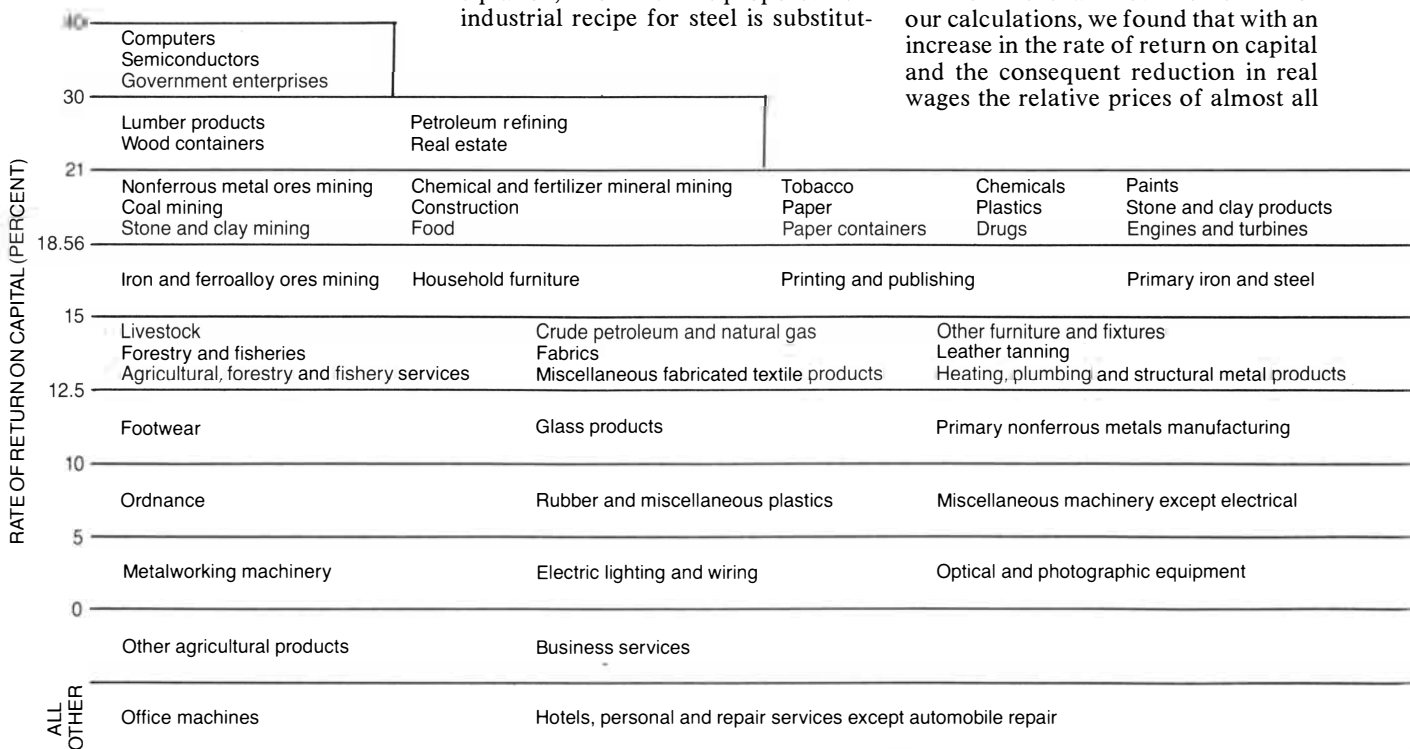 industrial recipe for steel is substitut-
our calculations, we found that with an
increase in the rate of return on capital
and the consequent reduction in real
wages the relative prices of almost all
RATE OF RETURN ON CAPITAL (PERCENT)
40
Computers
Semiconductors
Government enterprises
30
Lumber products Petroleum refining
Wood containers Real estate
21
Nonferrous metal ores mining Chemical and fertilizer mineral mining Tobacco Chemicals Paints
Coal mining Construction Paper Plastics Stone and clay products
Stone and clay mining Food Paper containers Drugs Engines and turbines
18.56
Iron and ferroalloy ores mining Household furniture Printing and publishing Primary iron and steel
15
Livestock Crude petroleum and natural gas Other furniture and fixtures
Forestry and fisheries Fabrics Leather tanning
Agricultural, forestry and fishery services Miscellaneous fabricated textile products Heating, plumbing and structural metal products
12.5
Footwear Glass products Primary nonferrous metals manufacturing
10
Ordnance Rubber and miscellaneous plastics Miscellaneous machinery except electrical
5
Metalworking machinery Electric lighting and wiring Optical and photographic equipment
0
Other agricultural products Business services
ALL
OTHER
Office machines Hotels, personal and repair services except automobile repair